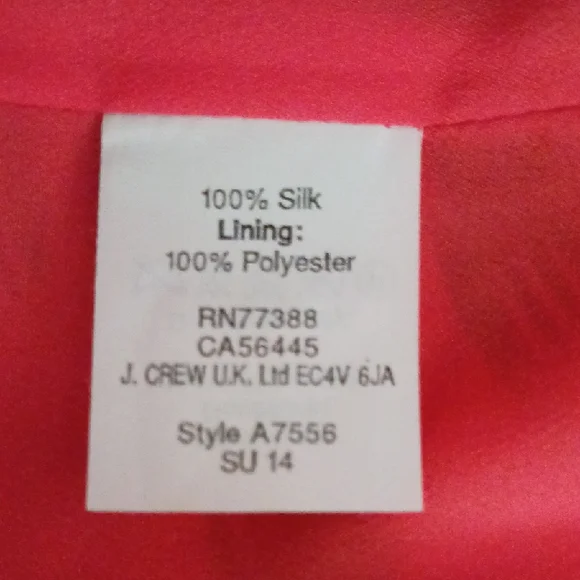 100% Silk
Lining:
100% Polyester
RN77388
CA56445
J. CREW U.K. Ltd EC4V 6JA
Style A7556
SU 14